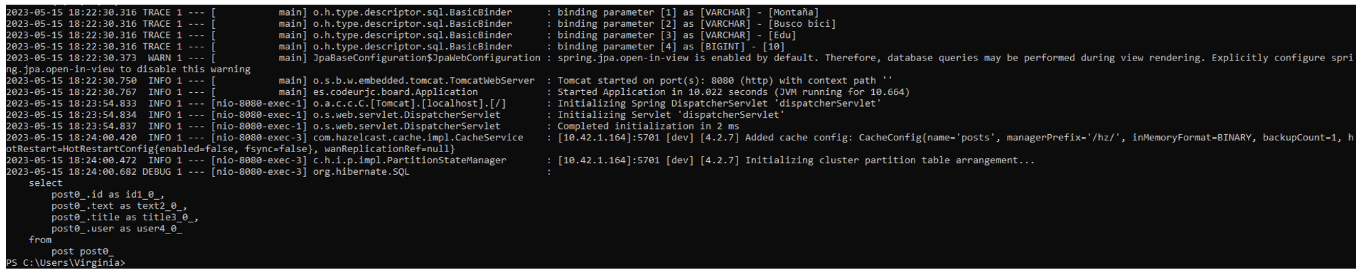 2023-05-15 18:22:30.316 TRACE 1 --- [           main] o.h.type.descriptor.sql.BasicBinder      : binding parameter [1] as [VARCHAR] - [Montaña]
2023-05-15 18:22:30.316 TRACE 1 --- [           main] o.h.type.descriptor.sql.BasicBinder      : binding parameter [2] as [VARCHAR] - [Busco bici]
2023-05-15 18:22:30.316 TRACE 1 --- [           main] o.h.type.descriptor.sql.BasicBinder      : binding parameter [3] as [VARCHAR] - [Edu]
2023-05-15 18:22:30.316 TRACE 1 --- [           main] o.h.type.descriptor.sql.BasicBinder      : binding parameter [4] as [BIGINT] - [10]
2023-05-15 18:22:30.373  WARN 1 --- [           main] JpaBaseConfiguration$JpaWebConfiguration : spring.jpa.open-in-view is enabled by default. Therefore, database queries may be performed during view rendering. Explicitly configure spri
ng.jpa.open-in-view to disable this warning
2023-05-15 18:22:30.750  INFO 1 --- [           main] o.s.b.w.embedded.tomcat.TomcatWebServer  : Tomcat started on port(s): 8080 (http) with context path ''
2023-05-15 18:22:30.767  INFO 1 --- [           main] es.codeurjc.board.Application            : Started Application in 10.022 seconds (JVM running for 10.664)
2023-05-15 18:23:54.833  INFO 1 --- [nio-8080-exec-1] o.a.c.c.C.[Tomcat].[localhost].[/]       : Initializing Spring DispatcherServlet 'dispatcherServlet'
2023-05-15 18:23:54.834  INFO 1 --- [nio-8080-exec-1] o.s.web.servlet.DispatcherServlet        : Initializing Servlet 'dispatcherServlet'
2023-05-15 18:23:54.837  INFO 1 --- [nio-8080-exec-1] o.s.web.servlet.DispatcherServlet        : Completed initialization in 2 ms
2023-05-15 18:24:00.420  INFO 1 --- [nio-8080-exec-3] com.hazelcast.cache.impl.CacheService    : [10.42.1.164]:5701 [dev] [4.2.7] Added cache config: CacheConfig{name='posts', managerPrefix='/hz/', inMemoryFormat=BINARY, backupCount=1, h
otRestart=HotRestartConfig{enabled=false, fsync=false}, wanReplicationRef=null}
2023-05-15 18:24:00.472  INFO 1 --- [nio-8080-exec-3] c.h.i.p.impl.PartitionStateManager       : [10.42.1.164]:5701 [dev] [4.2.7] Initializing cluster partition table arrangement...
2023-05-15 18:24:00.682 DEBUG 1 --- [nio-8080-exec-3] org.hibernate.SQL                        :
    select
        post0_.id as id1_0_,
        post0_.text as text2_0_,
        post0_.title as title3_0_,
        post0_.user as user4_0_
    from
        post post0_
PS C:\Users\Virginia>